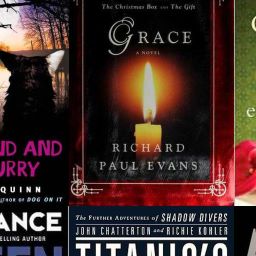 The Christmas Box AND The Gift
GRACE
A NOVEL
RICHARD
PAUL EVANS
UD AND
URRY
QUINN
AUTHOR OF DOG ON IT
ANCE
ELLING AUTHOR
The Further Adventures of SHADOW DIVERS
JOHN CHATTERTON AND RICHIE KOHLER
TITANIC'S